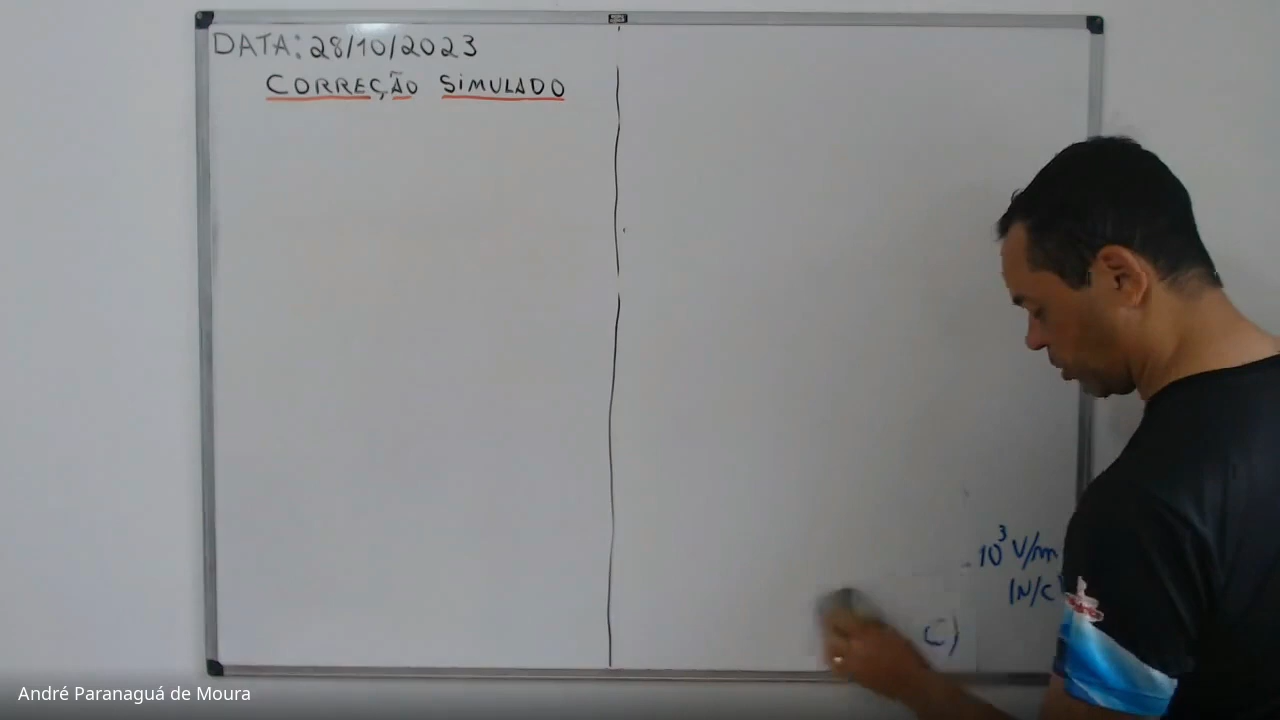 DATA: 28/10/2023
CORREÇÃO SIMULADO
10³ V/m
(N/C)
C)
André Paranaguá de Moura